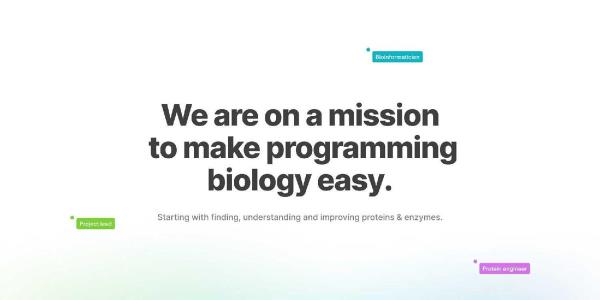 Bioinformatician
We are on a mission
to make programming
biology easy.
Starting with finding, understanding and improving proteins & enzymes.
Project lead
Protein engineer